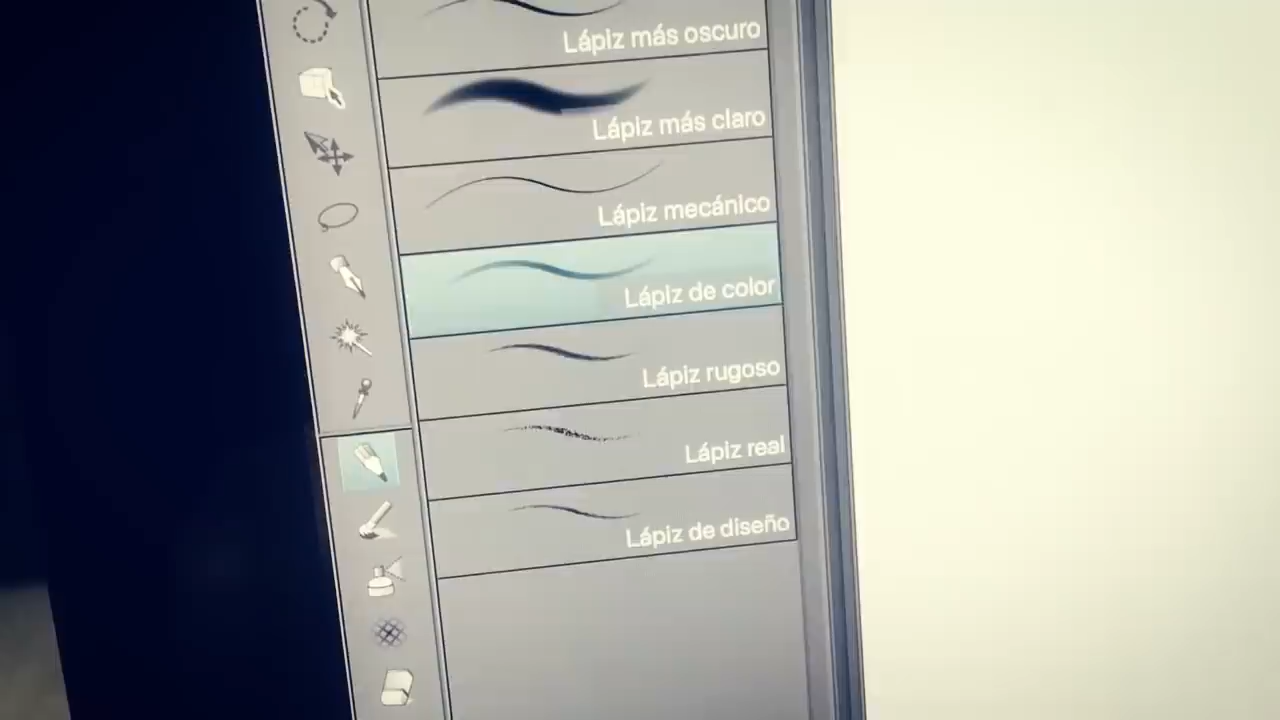 Lápiz más oscuro
Lápiz más claro
Lápiz mecánico
Lápiz de color
Lápiz rugoso
Lápiz real
Lápiz de diseño